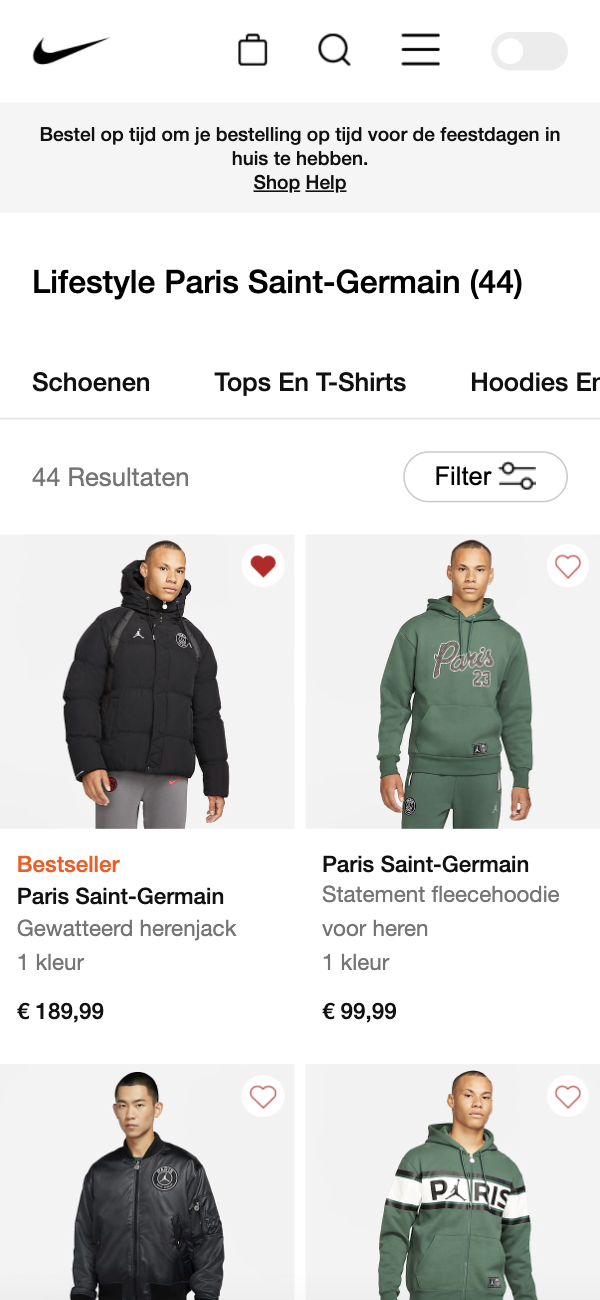 Bestel op tijd om je bestelling op tijd voor de feestdagen in
huis te hebben.
Shop Help
Lifestyle Paris Saint-Germain (44)
Schoenen Tops En T-Shirts Hoodies En
44 Resultaten Filter
Paris
23
Bestseller
Paris Saint-Germain
Gewatteerd herenjack
1 kleur
€ 189,99
Paris Saint-Germain
Statement fleecehoodie
voor heren
1 kleur
€ 99,99
PARIS
PARIS